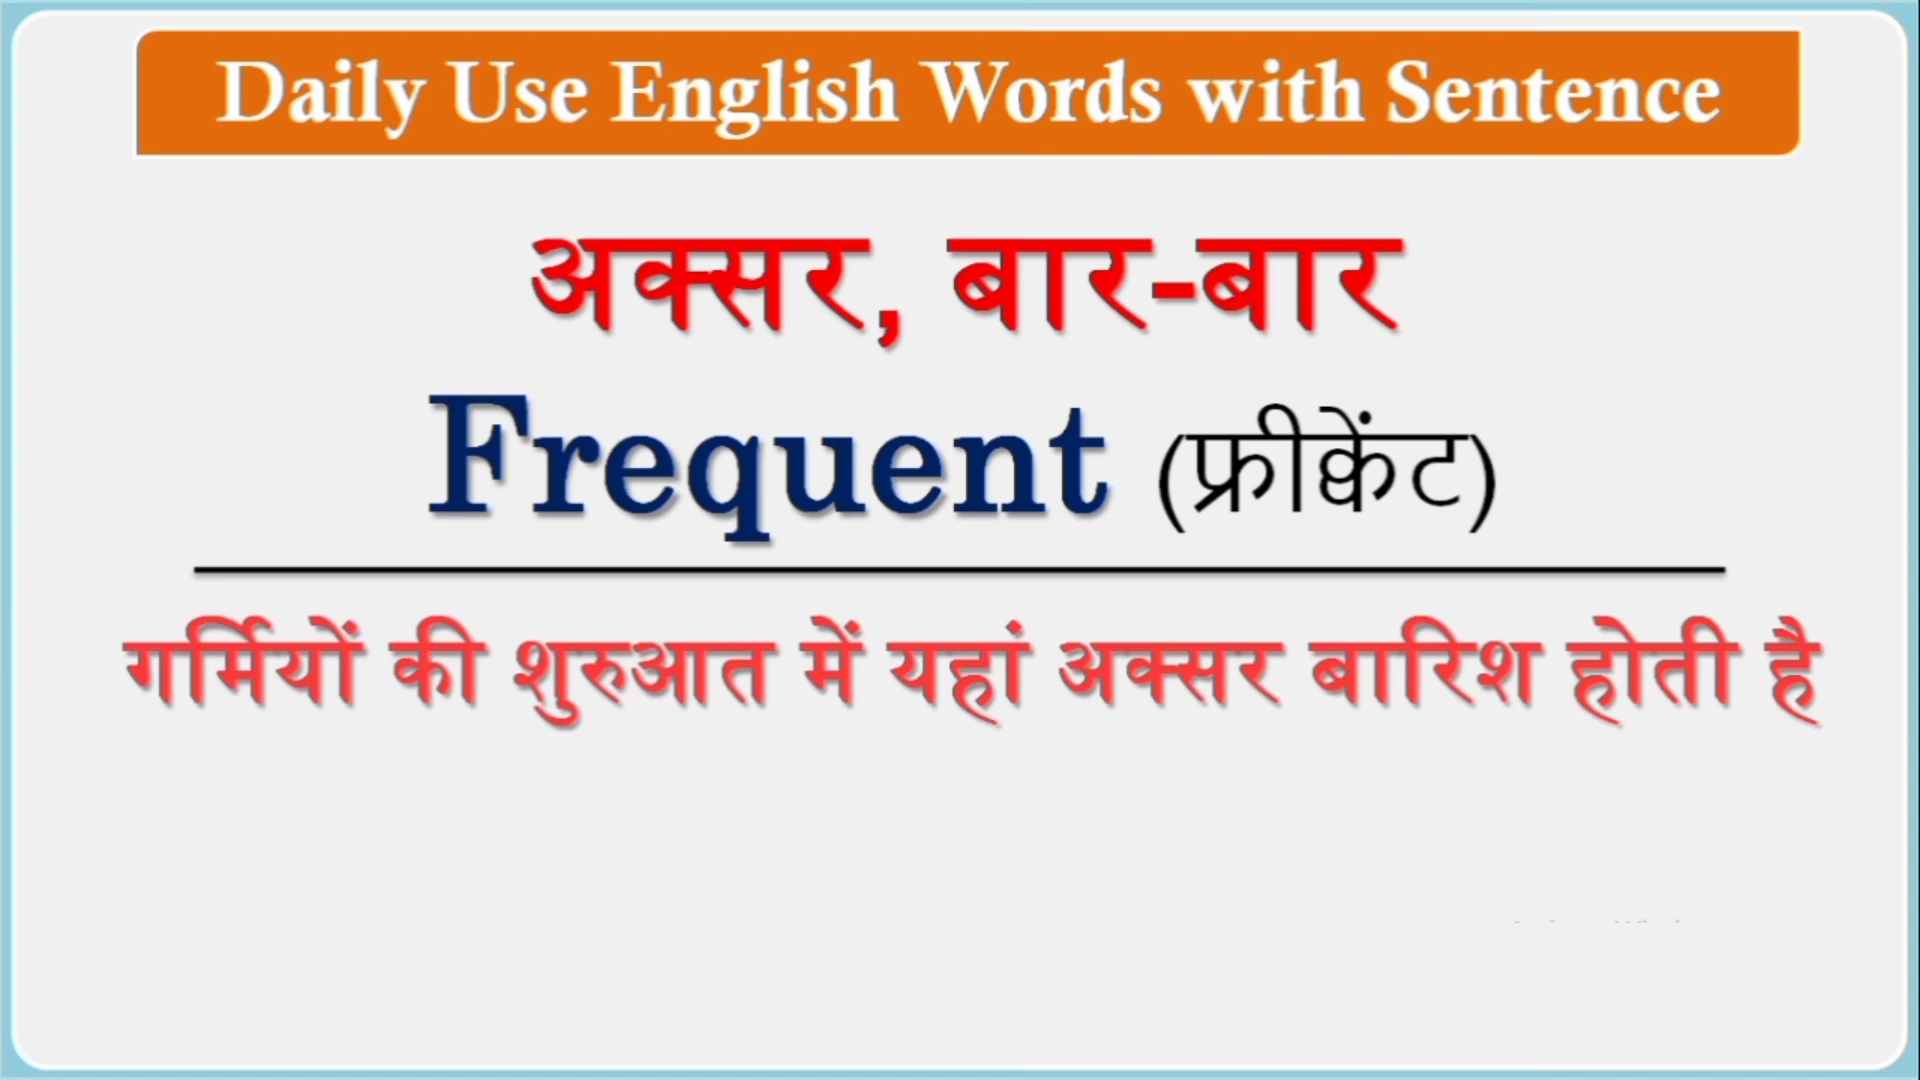 Daily Use English Words with Sentence
अक्सर, बार-बार
Frequent (फ्रीक्वेंट)
गर्मियों की शुरुआत में यहां अक्सर बारिश होती है